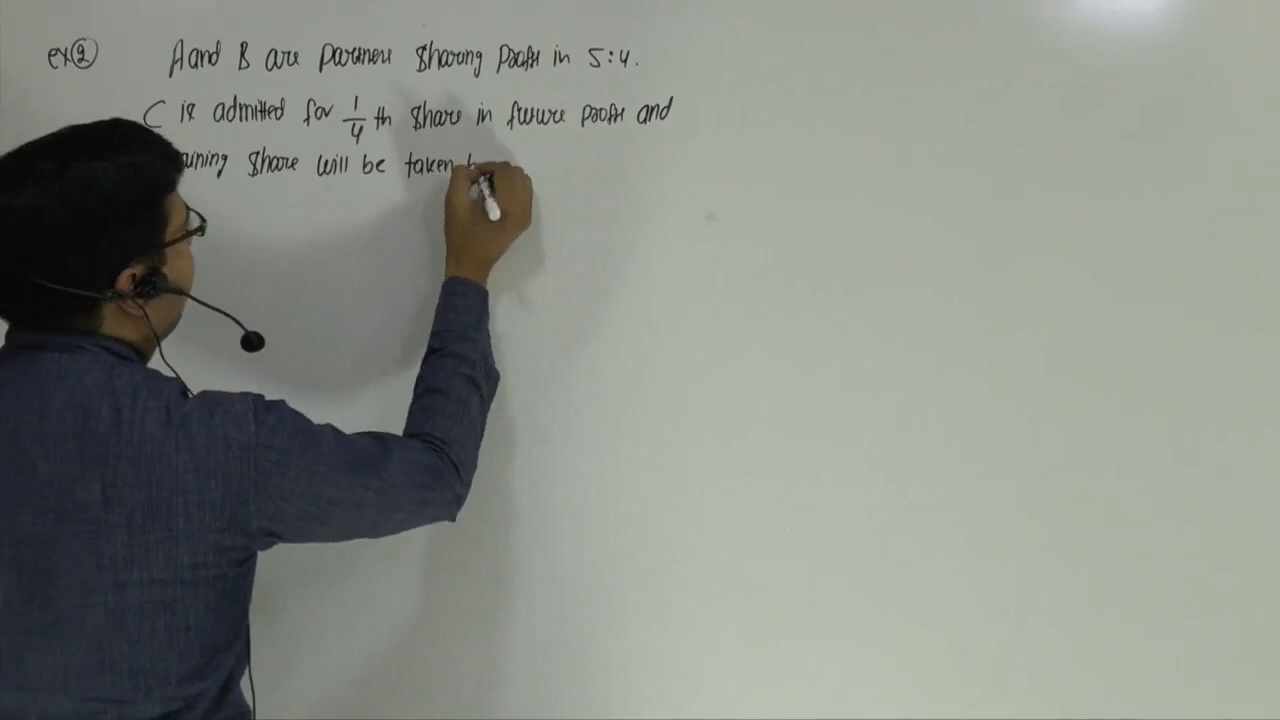 ex② A and B are partners sharing profit in 5:4.
C is admitted for 1/4 th share in future profit and
aining share will be taken b